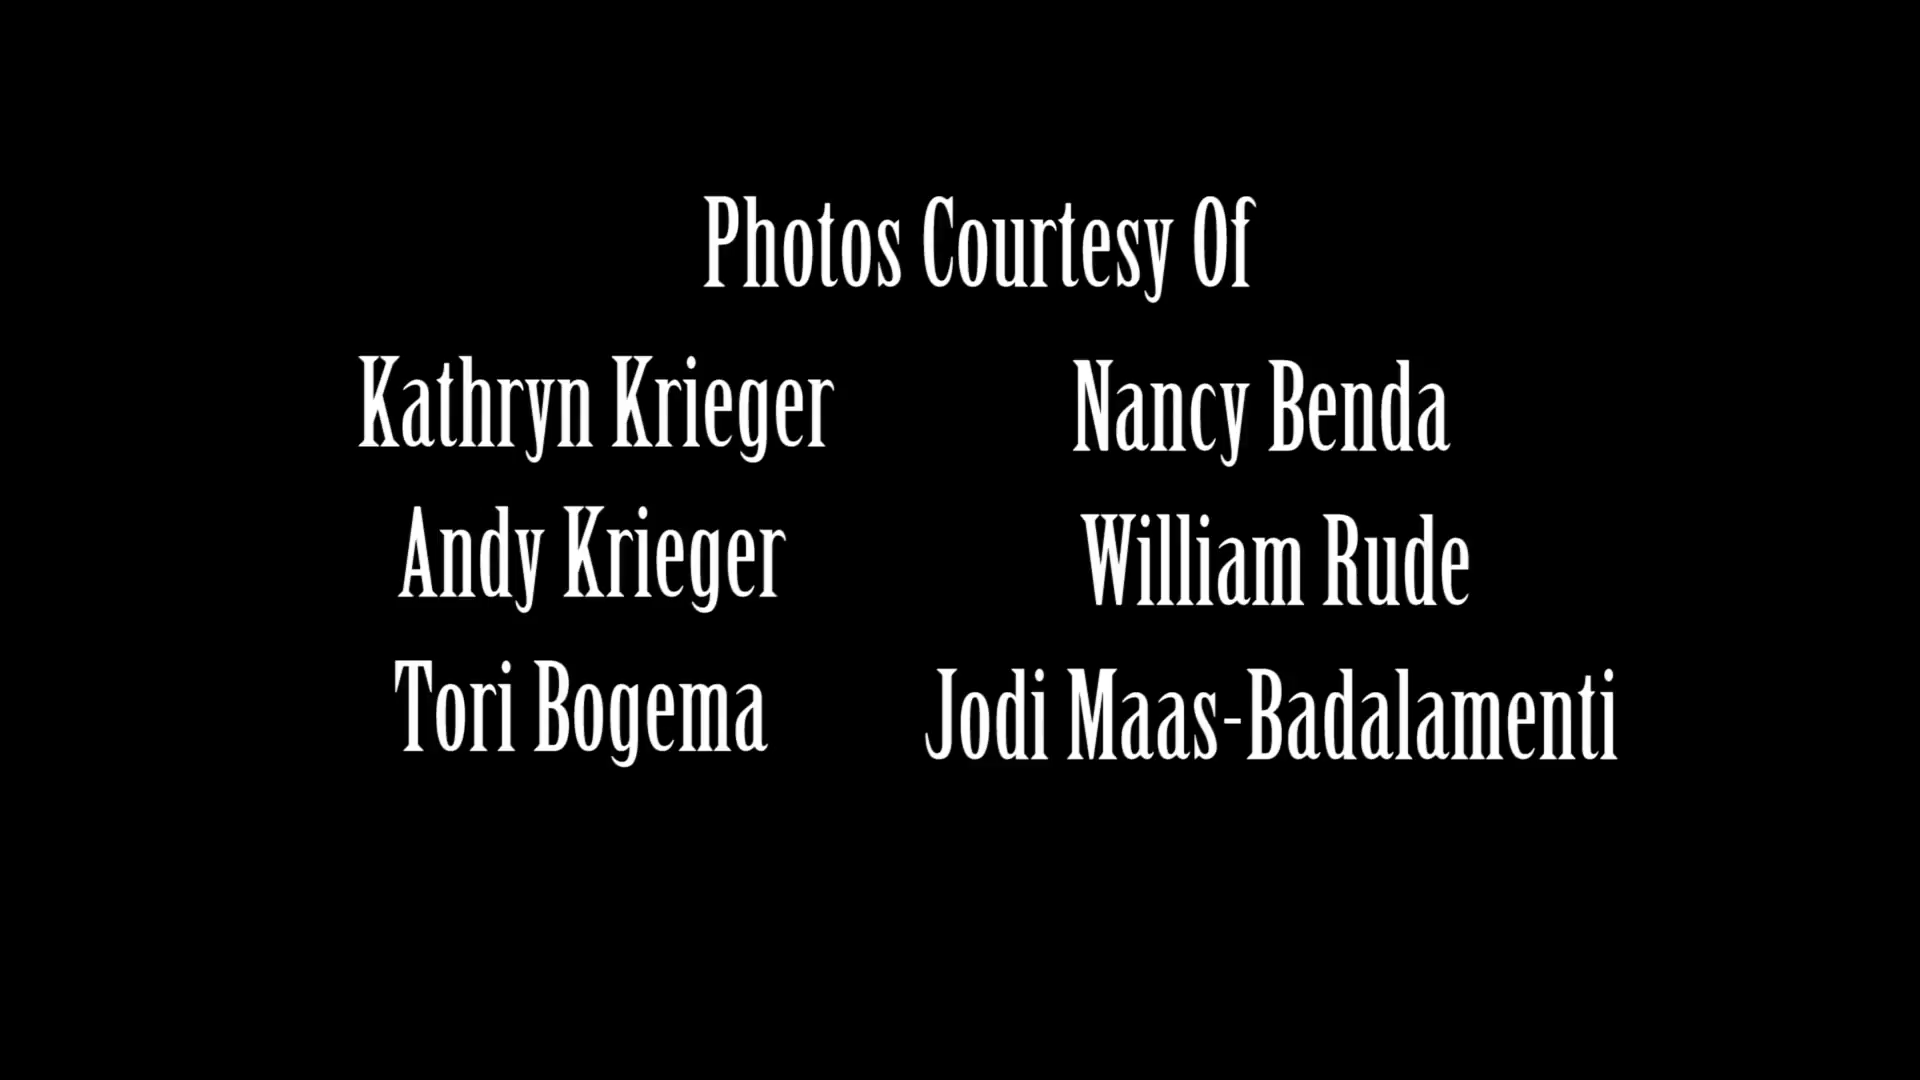 Photos Courtesy Of
Kathryn Krieger
Nancy Benda
Andy Krieger
William Rude
Tori Bogema
Jodi Maas-Badalamenti